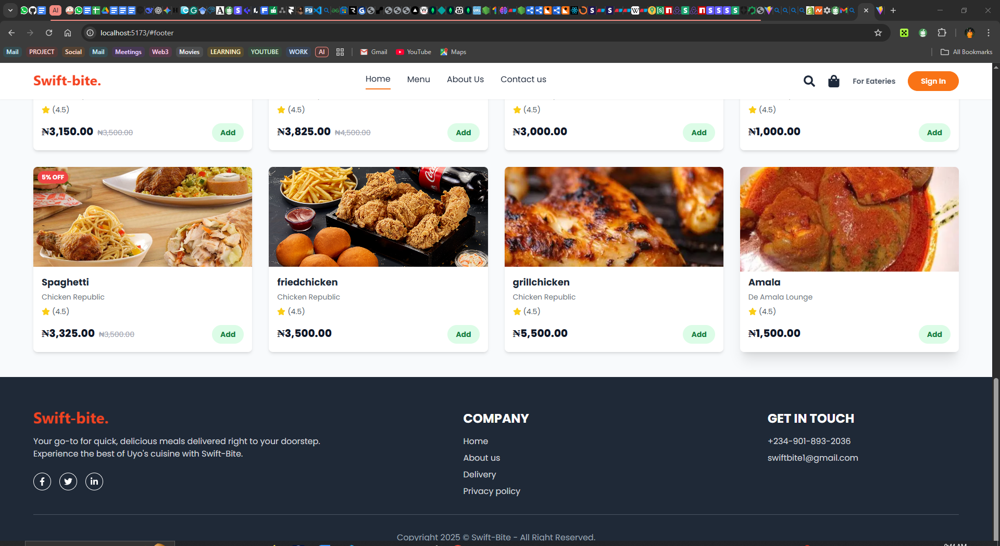 AI
localhost:5173/#footer
Mail PROJECT Social Mail Meetings Web3 Movies LEARNING YOUTUBE WORK AI Gmail YouTube Maps All Bookmarks
Swift-bite. Home Menu About Us Contact us For Eateries Sign In
(4.5) (4.5) (4.5) (4.5)
₦3,150.00 ₦3,500.00 Add ₦3,825.00 ₦4,500.00 Add ₦3,000.00 Add ₦1,000.00 Add
5% OFF
Spaghetti friedchicken grillchicken Amala
Chicken Republic Chicken Republic Chicken Republic De Amala Lounge
(4.5) (4.5) (4.5) (4.5)
₦3,325.00 ₦3,500.00 Add ₦3,500.00 Add ₦5,500.00 Add ₦1,500.00 Add
Swift-bite. COMPANY GET IN TOUCH
Your go-to for quick, delicious meals delivered right to your doorstep. Home +234-901-893-2036
Experience the best of Uyo's cuisine with Swift-Bite. About us swiftbite1@gmail.com
Delivery
Privacy policy
Copyright 2025 © Swift-Bite - All Right Reserved.